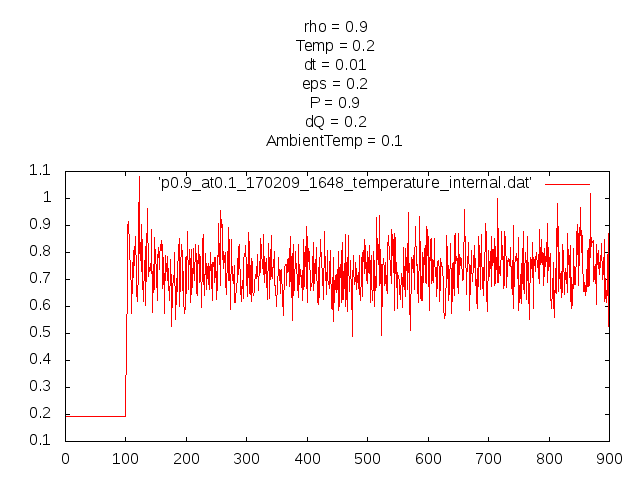 rho = 0.9
Temp = 0.2
dt = 0.01
eps = 0.2
P = 0.9
dQ = 0.2
AmbientTemp = 0.1
1.1
'p0.9_at0.1_170209_1648_temperature_internal.dat'
1
0.9
0.8
0.7
0.6
0.5
0.4
0.3
0.2
0.1
0 100 200 300 400 500 600 700 800 900